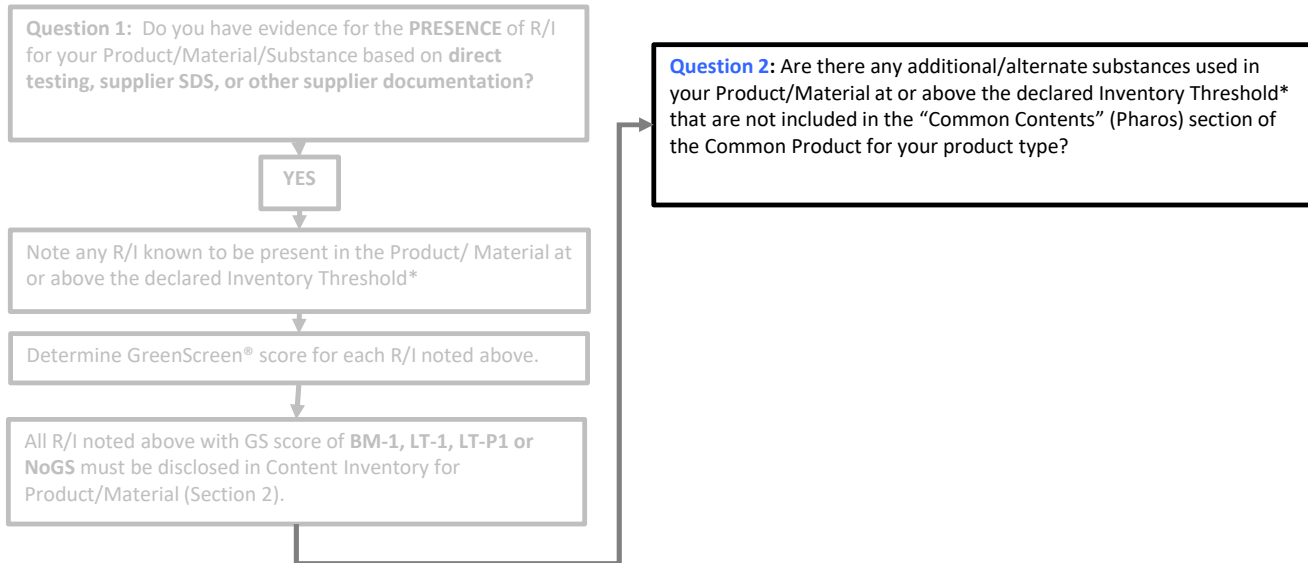 Question 1: Do you have evidence for the PRESENCE of R/I
for your Product/Material/Substance based on direct
testing, supplier SDS, or other supplier documentation?
YES
Note any R/I known to be present in the Product/ Material at
or above the declared Inventory Threshold*
Determine GreenScreen® score for each R/I noted above.
All R/I noted above with GS score of BM-1, LT-1, LT-P1 or
NoGS must be disclosed in Content Inventory for
Product/Material (Section 2).
Question 2: Are there any additional/alternate substances used in
your Product/Material at or above the declared Inventory Threshold*
that are not included in the “Common Contents” (Pharos) section of
the Common Product for your product type?